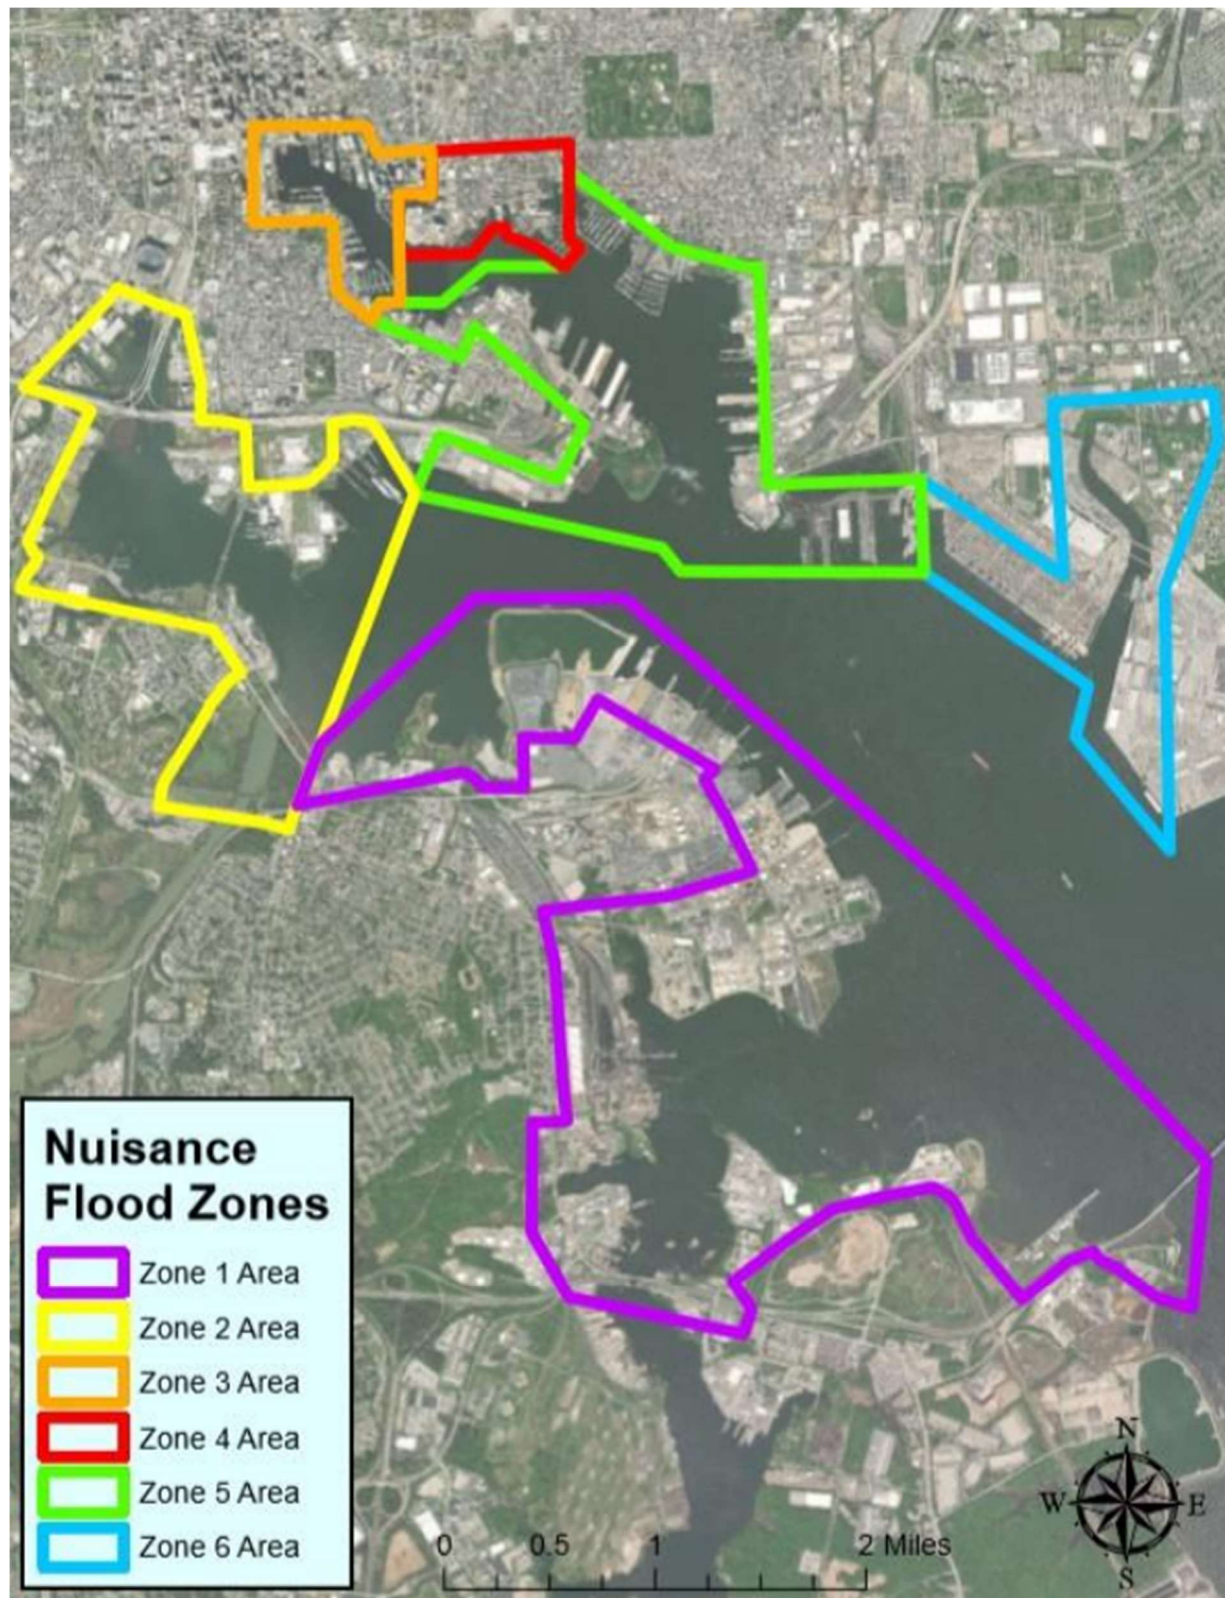 Nuisance
Flood Zones
Zone 1 Area
Zone 2 Area
Zone 3 Area
Zone 4 Area
Zone 5 Area
Zone 6 Area
0 0.5 1 2 Miles
N
W E
S